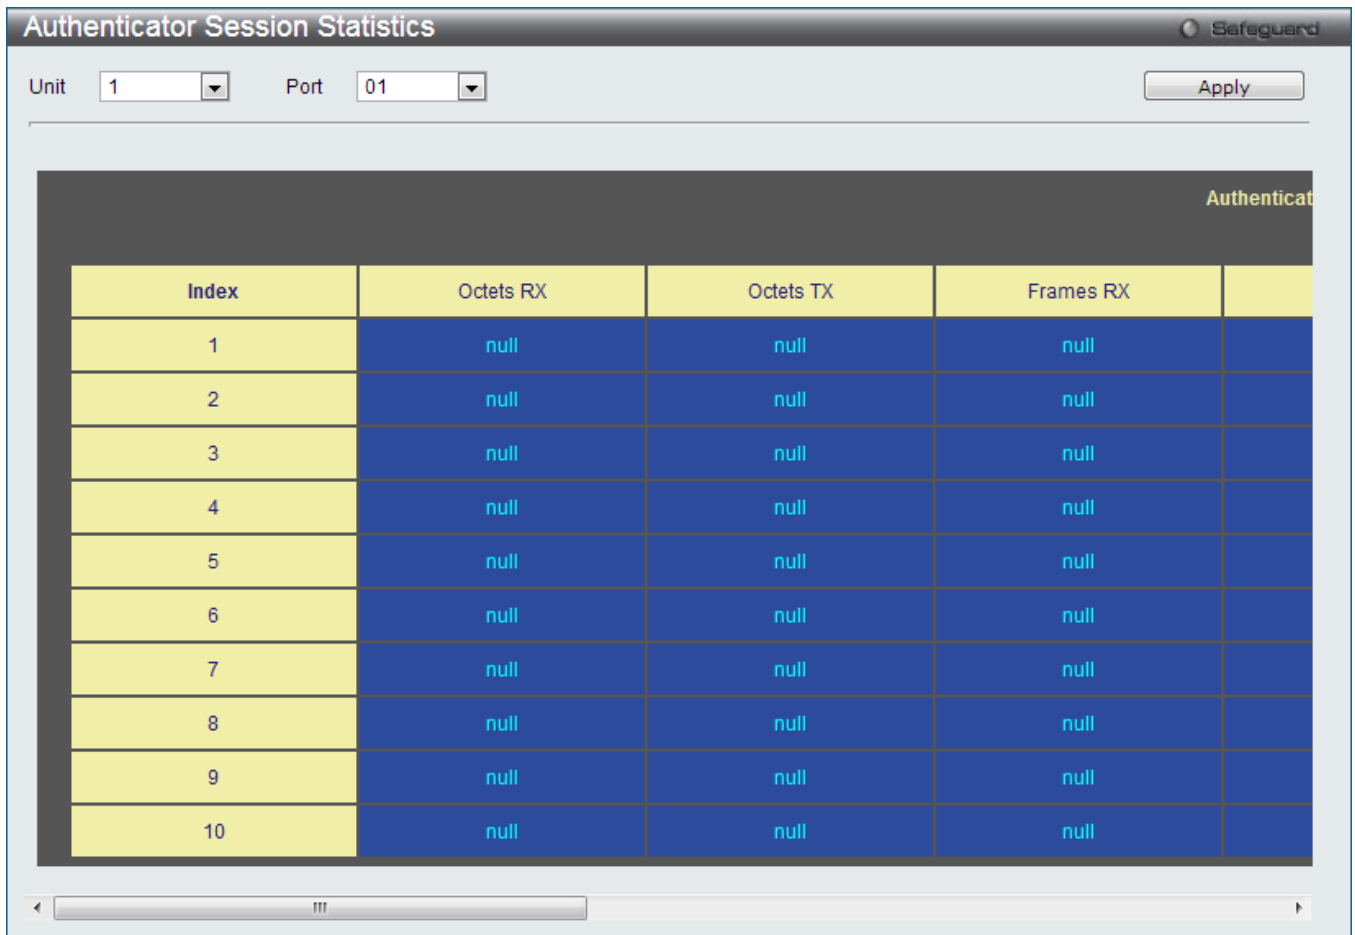 Authenticator Session Statistics
Safeguard
Unit 1 Port 01 Apply
Authenticat
Index Octets RX Octets TX Frames RX
1 null null null
2 null null null
3 null null null
4 null null null
5 null null null
6 null null null
7 null null null
8 null null null
9 null null null
10 null null null